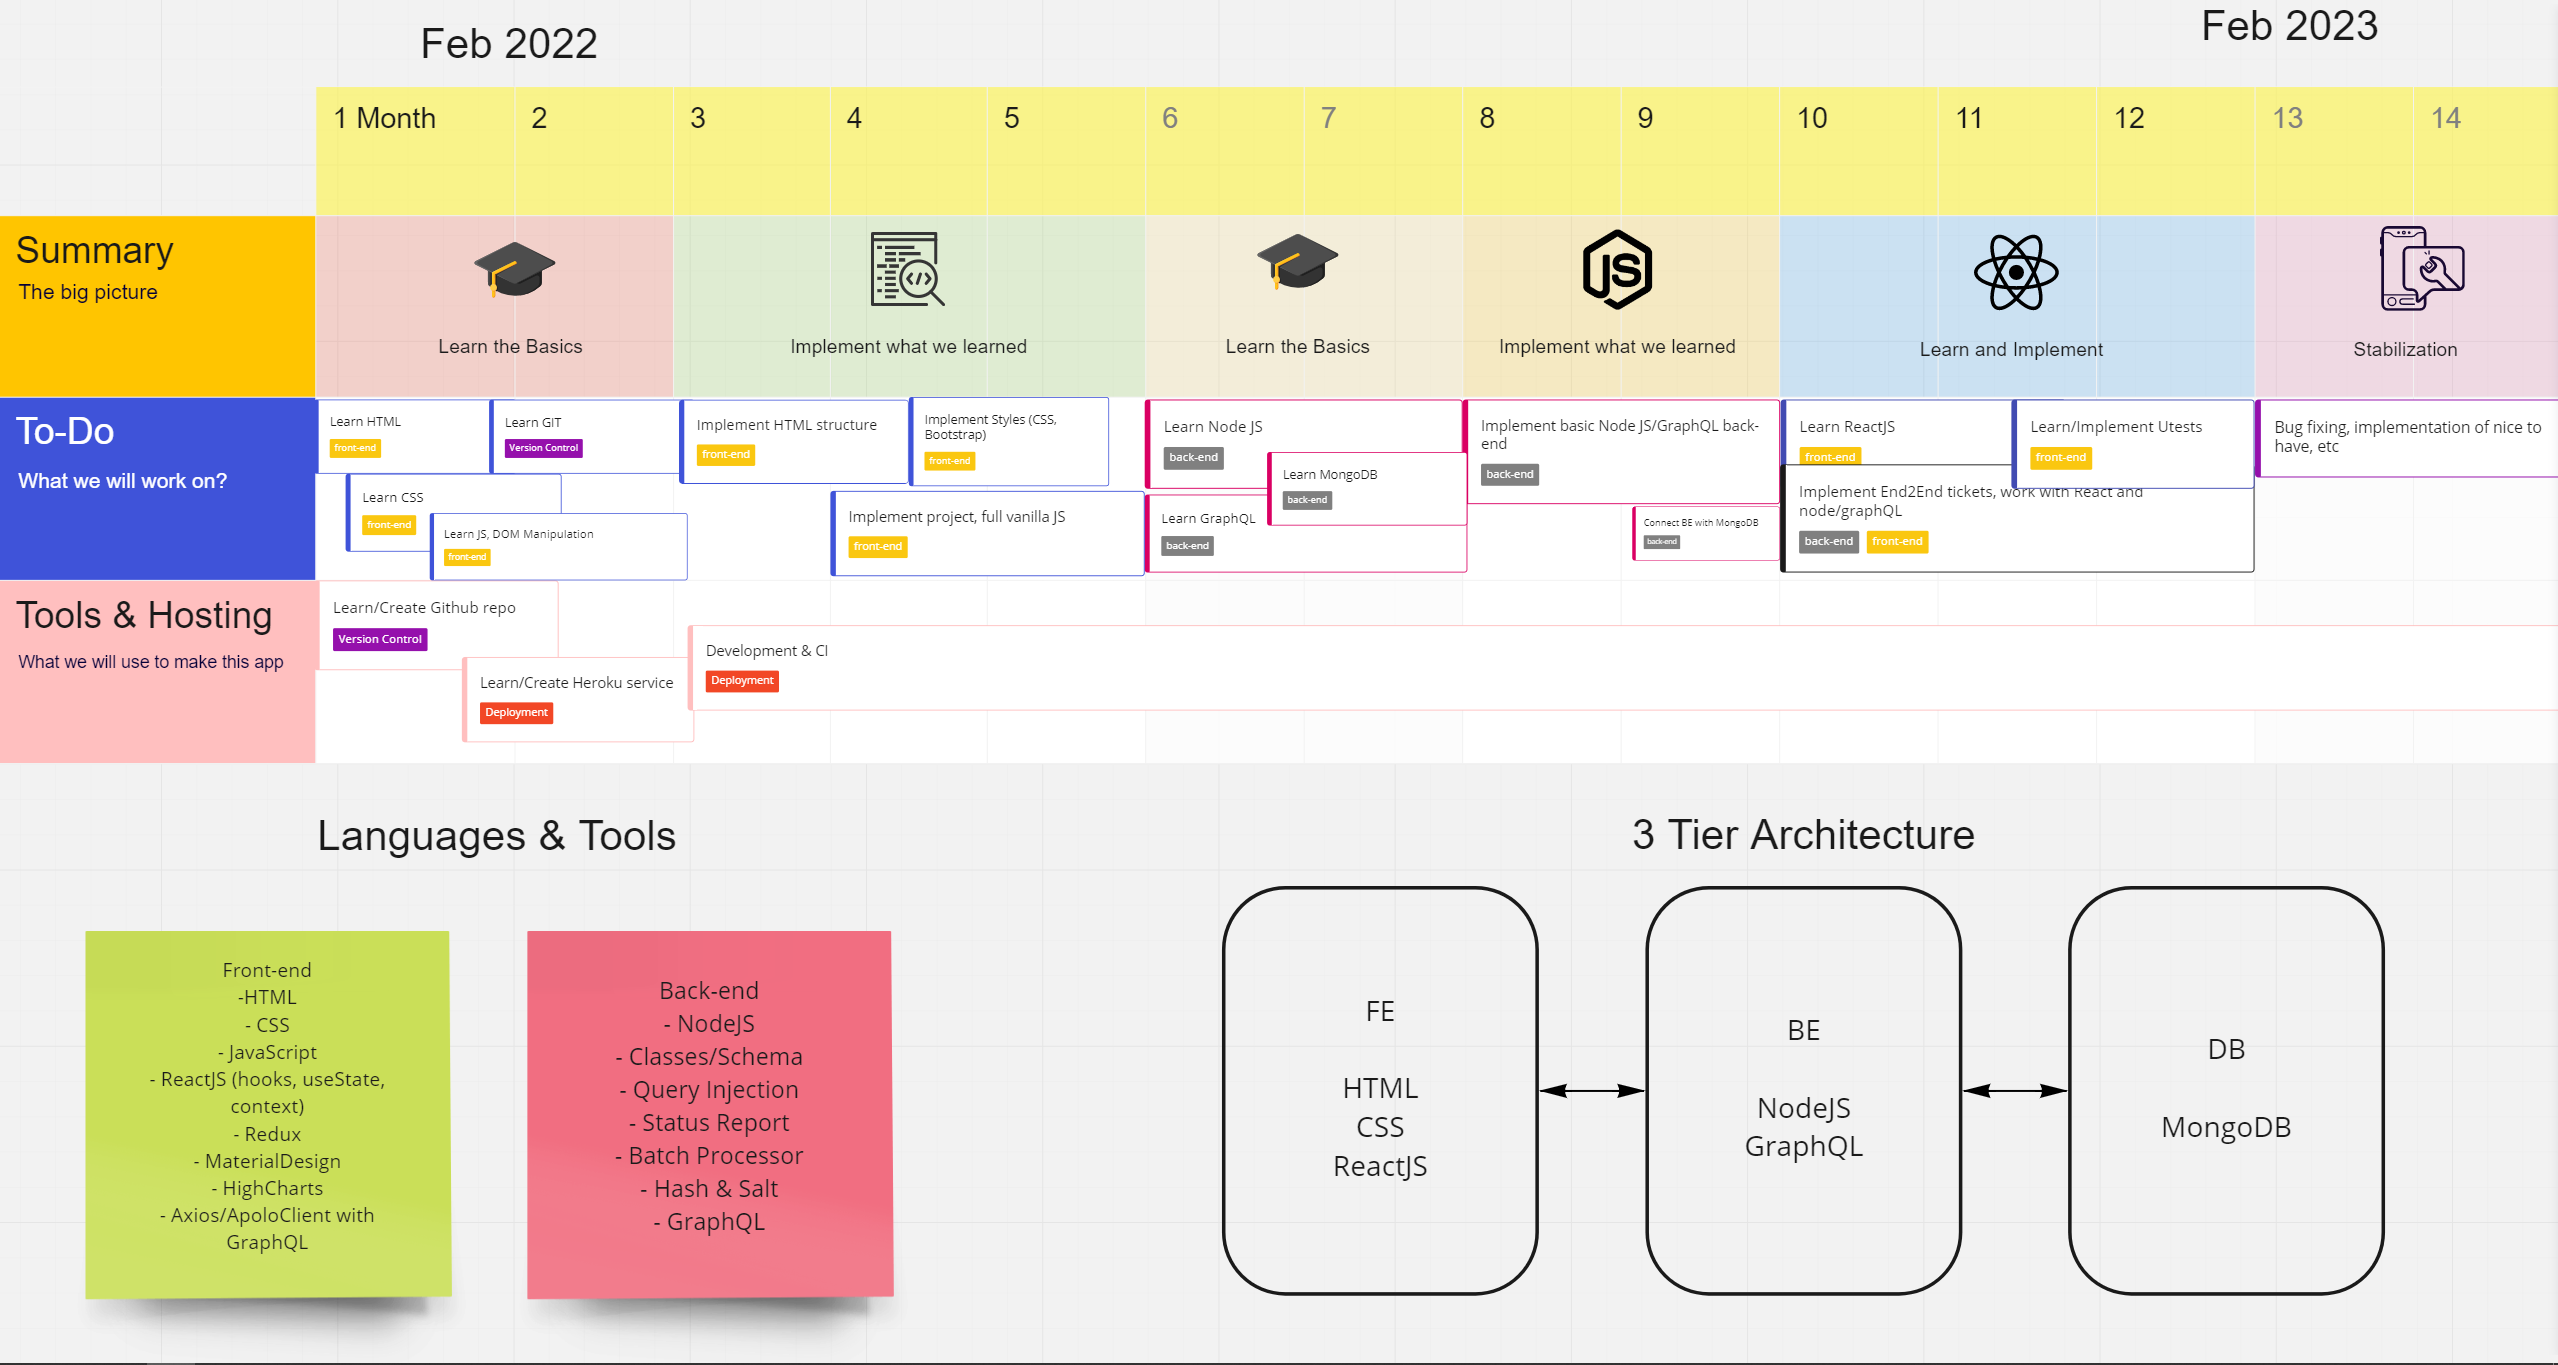 Feb 2022
Feb 2023
1 Month
2
3
4
5
6
7
8
9
10
11
12
13
14
Summary
The big picture
Learn the Basics
Implement what we learned
Learn the Basics
JS
Implement what we learned
Learn and Implement
Stabilization
To-Do
What we will work on?
Learn HTML
front-end
Learn GIT
Version Control
Learn CSS
front-end
Learn JS, DOM Manipulation
front-end
Implement HTML structure
front-end
Implement Styles (CSS,
Bootstrap)
front-end
Implement project, full vanilla JS
front-end
Learn Node JS
back-end
Learn MongoDB
back-end
Learn GraphQL
back-end
Implement basic Node JS/GraphQL back-
end
back-end
Connect BE with MongoDB
back-end
Learn ReactJS
front-end
Learn/Implement Utests
front-end
Implement End2End tickets, work with React and
node/graphQL
back-end
front-end
Bug fixing, implementation of nice to
have, etc
Tools & Hosting
What we will use to make this app
Learn/Create Github repo
Version Control
Learn/Create Heroku service
Deployment
Development & CI
Deployment
Languages & Tools
Front-end
-HTML
- CSS
- JavaScript
- ReactJS (hooks, useState,
context)
- Redux
- MaterialDesign
- HighCharts
- Axios/ApoloClient with
GraphQL
Back-end
- NodeJS
- Classes/Schema
- Query Injection
- Status Report
- Batch Processor
- Hash & Salt
- GraphQL
3 Tier Architecture
FE
HTML
CSS
ReactJS
BE
NodeJS
GraphQL
DB
MongoDB